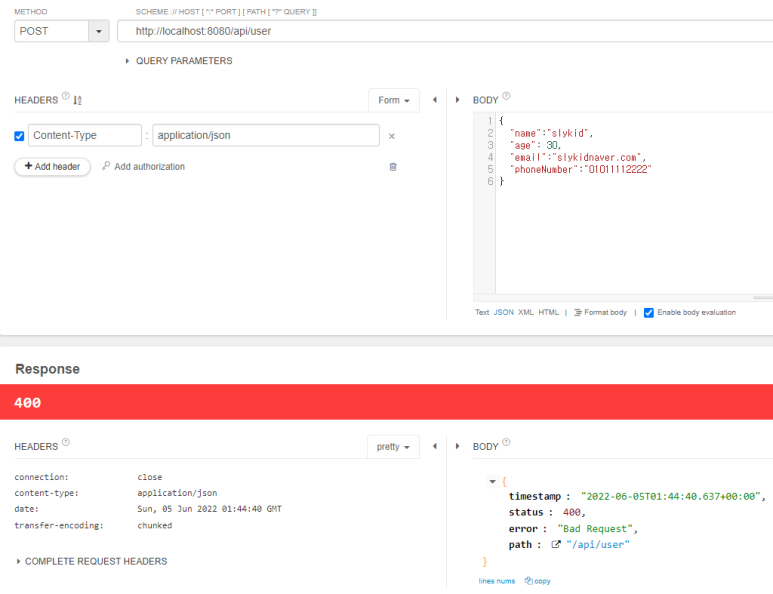 METHOD
SCHEME :// HOST [ ":" PORT ] [ PATH [ "?" QUERY ]]
POST
http://localhost:8080/api/user
QUERY PARAMETERS
HEADERS
Form
BODY
Content-Type : application/json
+ Add header
Add authorization
1 {
2 "name":"slykid",
3 "age": 30,
4 "email":"slykidnaver.com",
5 "phoneNumber":"01011112222"
6 }
Text JSON XML HTML | Format body | Enable body evaluation
Response
400
HEADERS
pretty
BODY
connection: close
content-type: application/json
date: Sun, 05 Jun 2022 01:44:40 GMT
transfer-encoding: chunked
COMPLETE REQUEST HEADERS
{
timestamp : "2022-06-05T01:44:40.637+00:00",
status : 400,
error : "Bad Request",
path : "/api/user"
}
lines nums copy